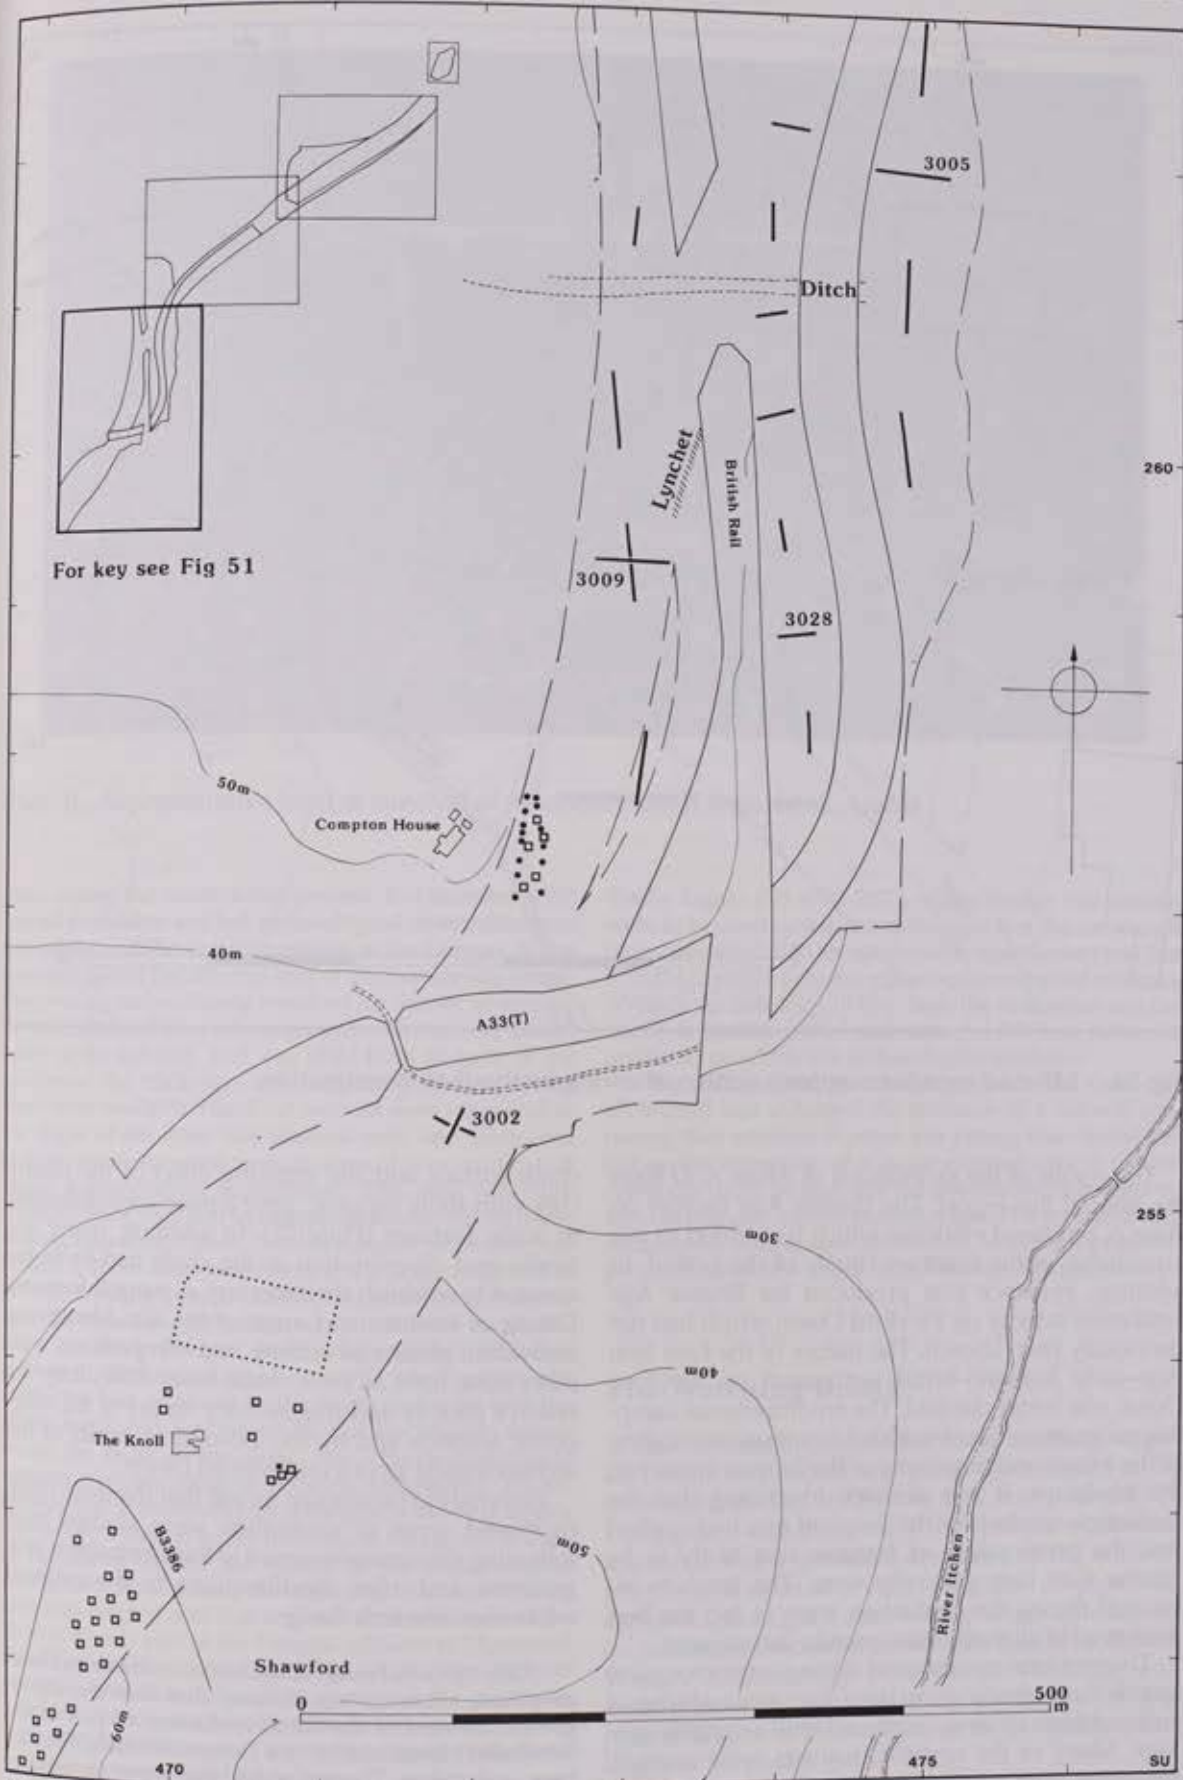 3005
Ditch
Lynchet
British Rail
260
For key see Fig 51
3009
3028
50m
Compton House
40m
A33(T)
3002
255
30m
40m
The Knoll
50m
B3386
River Itchen
Shawford
0
500
m
60m
470
475
SU